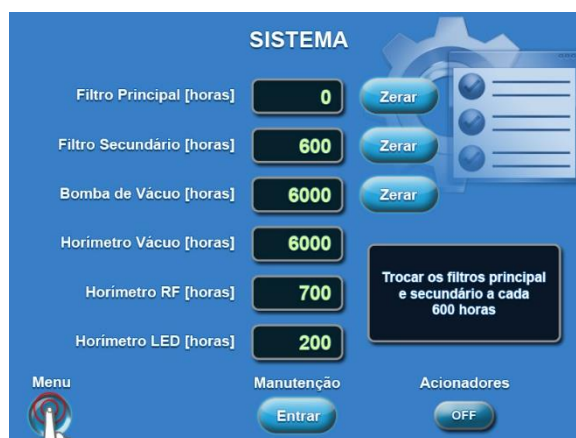 SISTEMA
Filtro Principal [horas] 0 Zerar
Filtro Secundário [horas] 600 Zerar
Bomba de Vácuo [horas] 6000 Zerar
Horímetro Vácuo [horas] 6000
Horímetro RF [horas] 700
Horímetro LED [horas] 200
Trocar os filtros principal
e secundário a cada
600 horas
Menu
Manutenção
Entrar
Acionadores
OFF